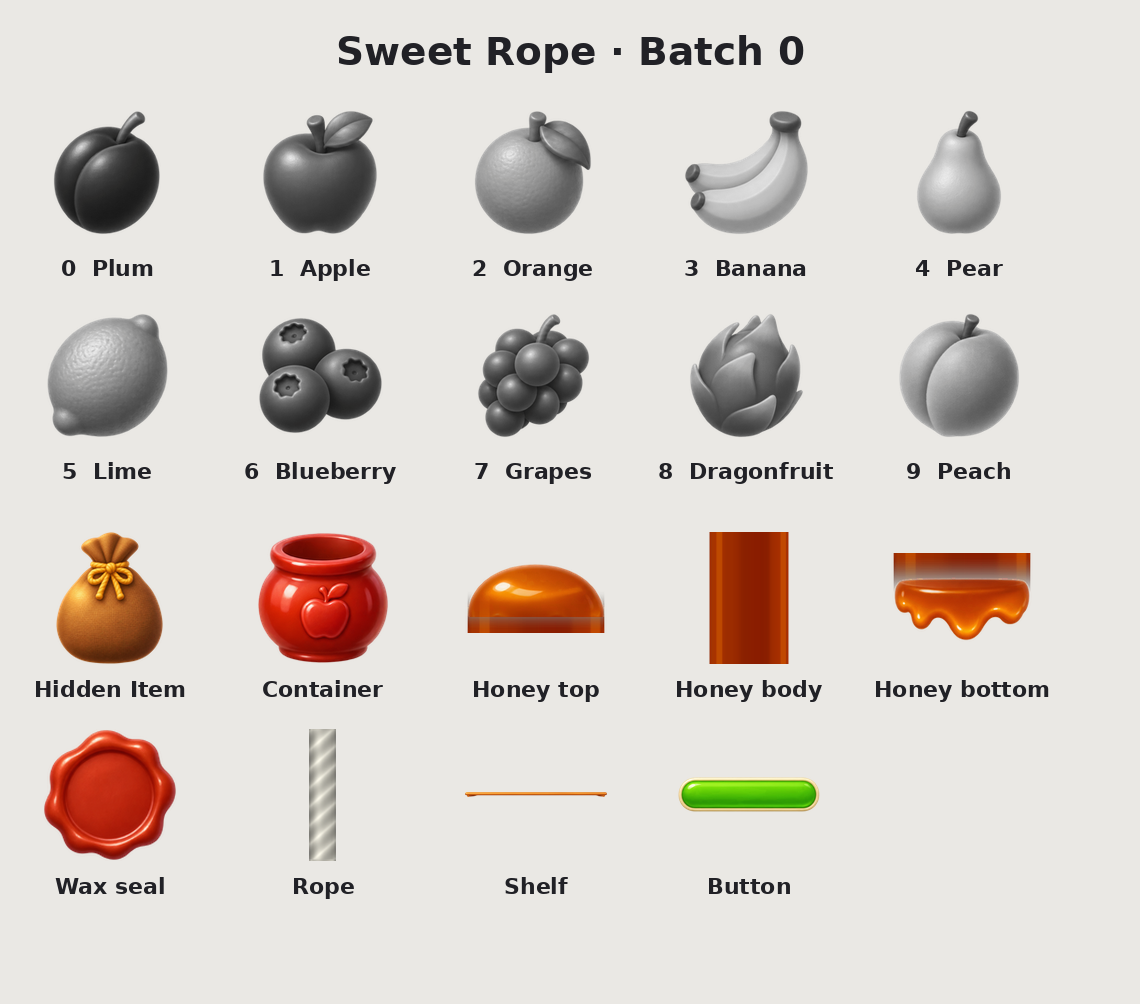 Sweet Rope · Batch 0
0 Plum
1 Apple
2 Orange
3 Banana
4 Pear
5 Lime
6 Blueberry
7 Grapes
8 Dragonfruit
9 Peach
Hidden Item
Container
Honey top
Honey body
Honey bottom
Wax seal
Rope
Shelf
Button